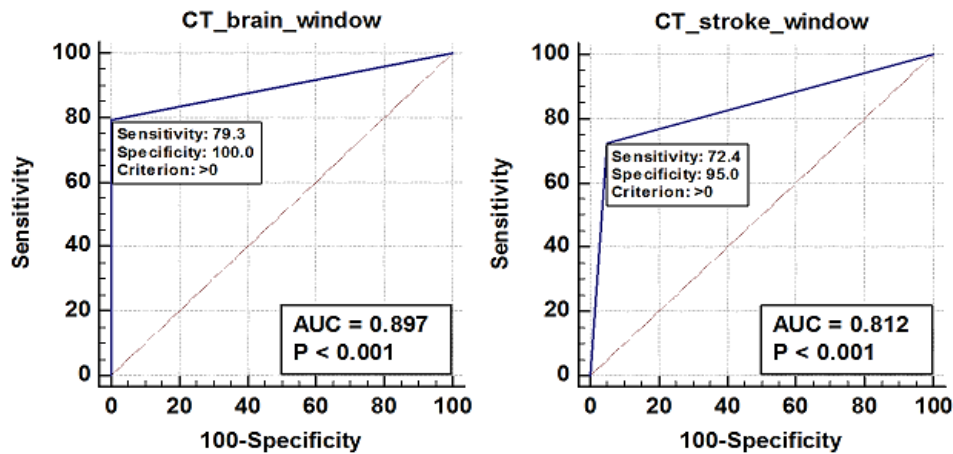 CT_brain_window
100
80
60
40
20
0
Sensitivity
Sensitivity: 79.3
Specificity: 100.0
Criterion: >0
AUC = 0.897
P < 0.001
0 20 40 60 80 100
100-Specificity
CT_stroke_window
100
80
60
40
20
0
Sensitivity
Sensitivity: 72.4
Specificity: 95.0
Criterion: >0
AUC = 0.812
P < 0.001
0 20 40 60 80 100
100-Specificity